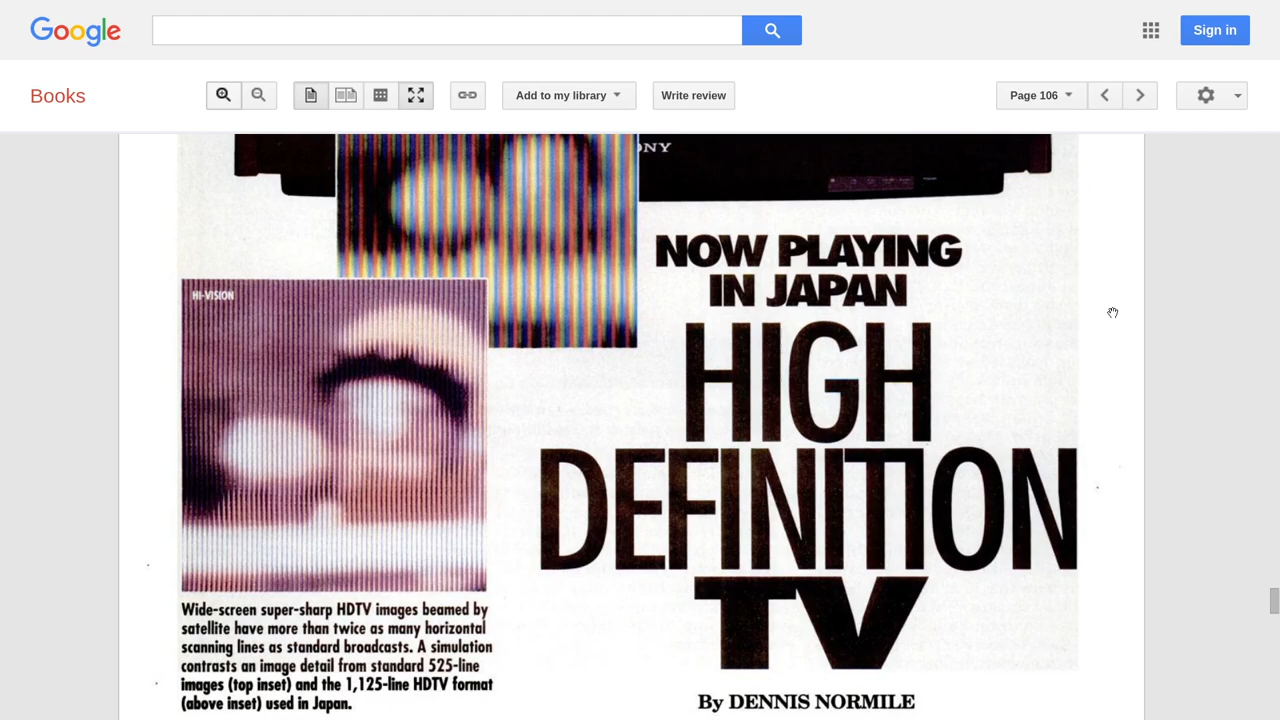 Google
Sign in
Books
Add to my library
Write review
Page 106
NOW PLAYING
IN JAPAN
HIGH
DEFINITION
TV
By DENNIS NORMILE
HI-VISION
Wide-screen super-sharp HDTV images beamed by
satellite have more than twice as many horizontal
scanning lines as standard broadcasts. A simulation
contrasts an image detail from standard 525-line
images (top inset) and the 1,125-line HDTV format
(above inset) used in Japan.